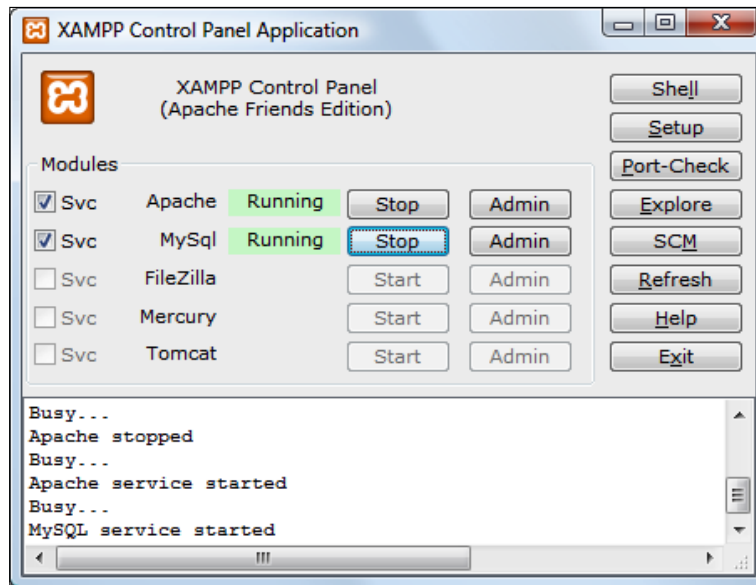 XAMPP Control Panel Application
XAMPP Control Panel
(Apache Friends Edition)
Shell
Setup
Port-Check
Explore
SCM
Refresh
Help
Exit
Modules
Svc Apache Running Stop Admin
Svc MySql Running Stop Admin
Svc FileZilla Start Admin
Svc Mercury Start Admin
Svc Tomcat Start Admin
Busy...
Apache stopped
Busy...
Apache service started
Busy...
MySQL service started